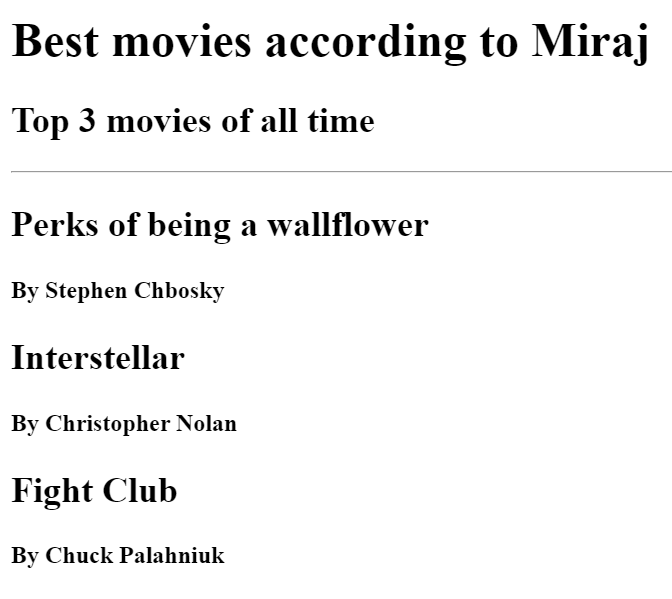 Best movies according to Miraj
Top 3 movies of all time
Perks of being a wallflower
By Stephen Chbosky
Interstellar
By Christopher Nolan
Fight Club
By Chuck Palahniuk